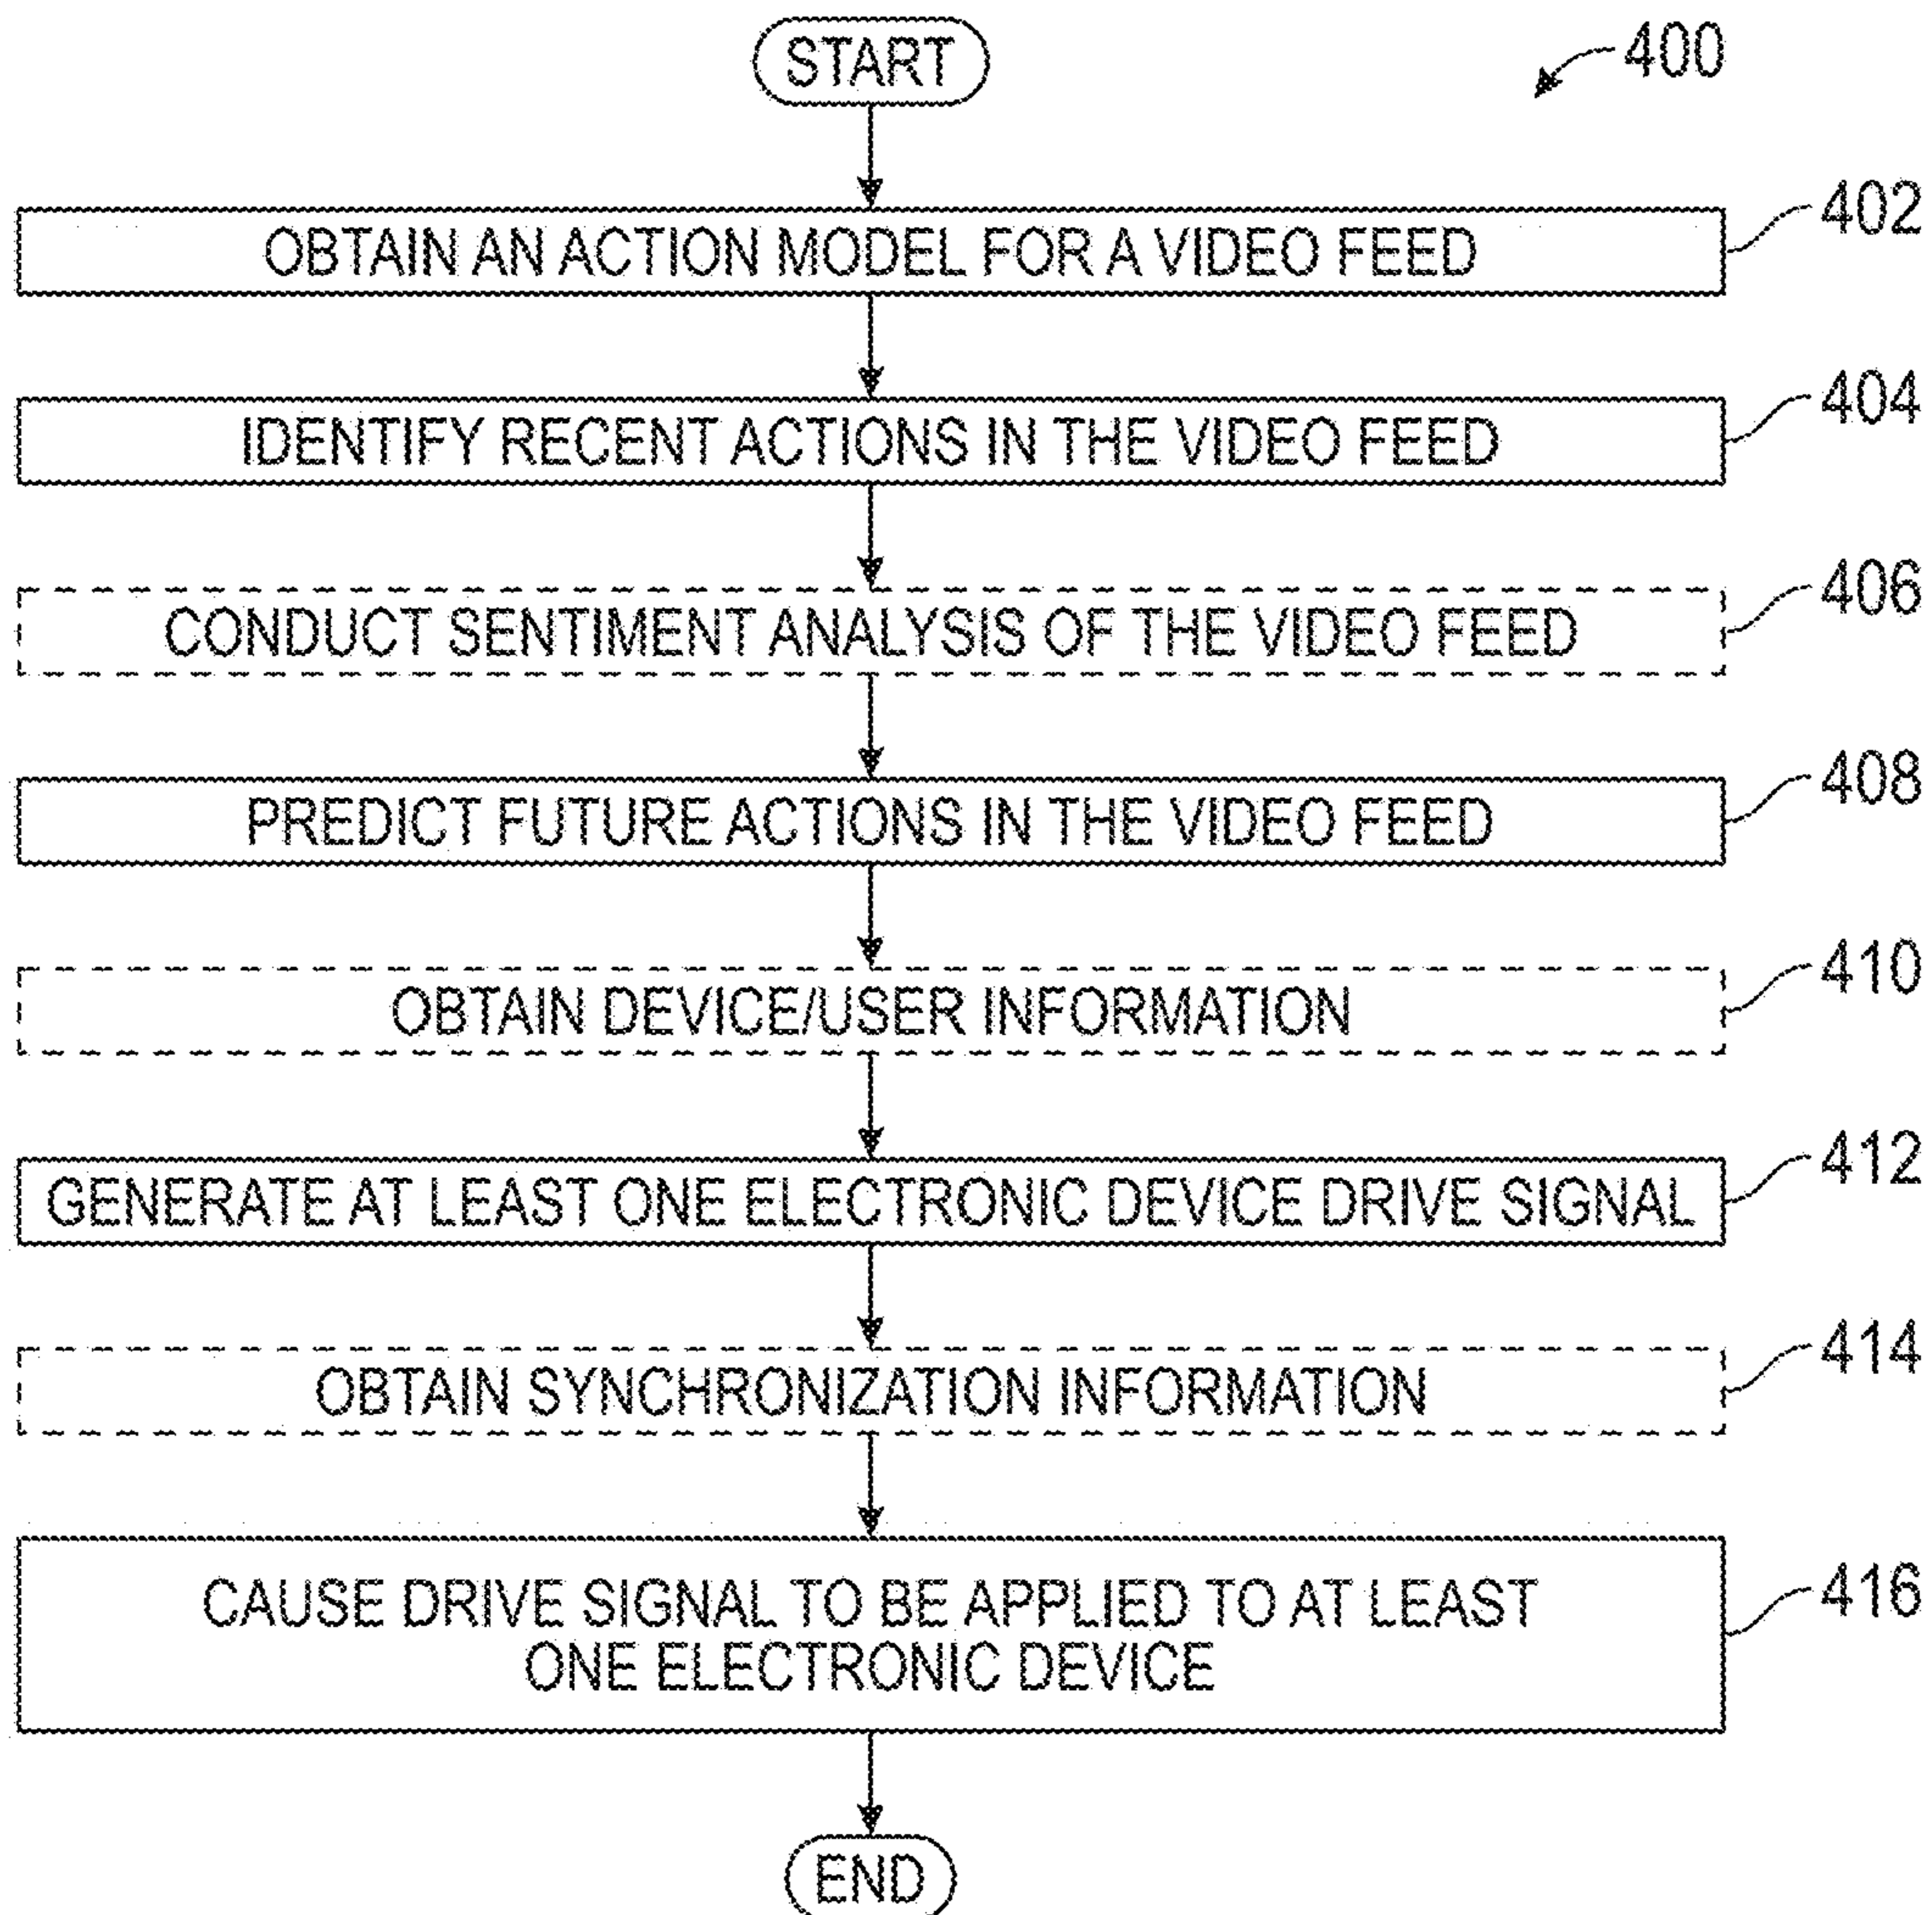 START
400
OBTAIN AN ACTION MODEL FOR A VIDEO FEED
402
IDENTIFY RECENT ACTIONS IN THE VIDEO FEED
404
CONDUCT SENTIMENT ANALYSIS OF THE VIDEO FEED
406
PREDICT FUTURE ACTIONS IN THE VIDEO FEED
408
OBTAIN DEVICE/USER INFORMATION
410
GENERATE AT LEAST ONE ELECTRONIC DEVICE DRIVE SIGNAL
412
OBTAIN SYNCHRONIZATION INFORMATION
414
CAUSE DRIVE SIGNAL TO BE APPLIED TO AT LEAST
ONE ELECTRONIC DEVICE
416
END